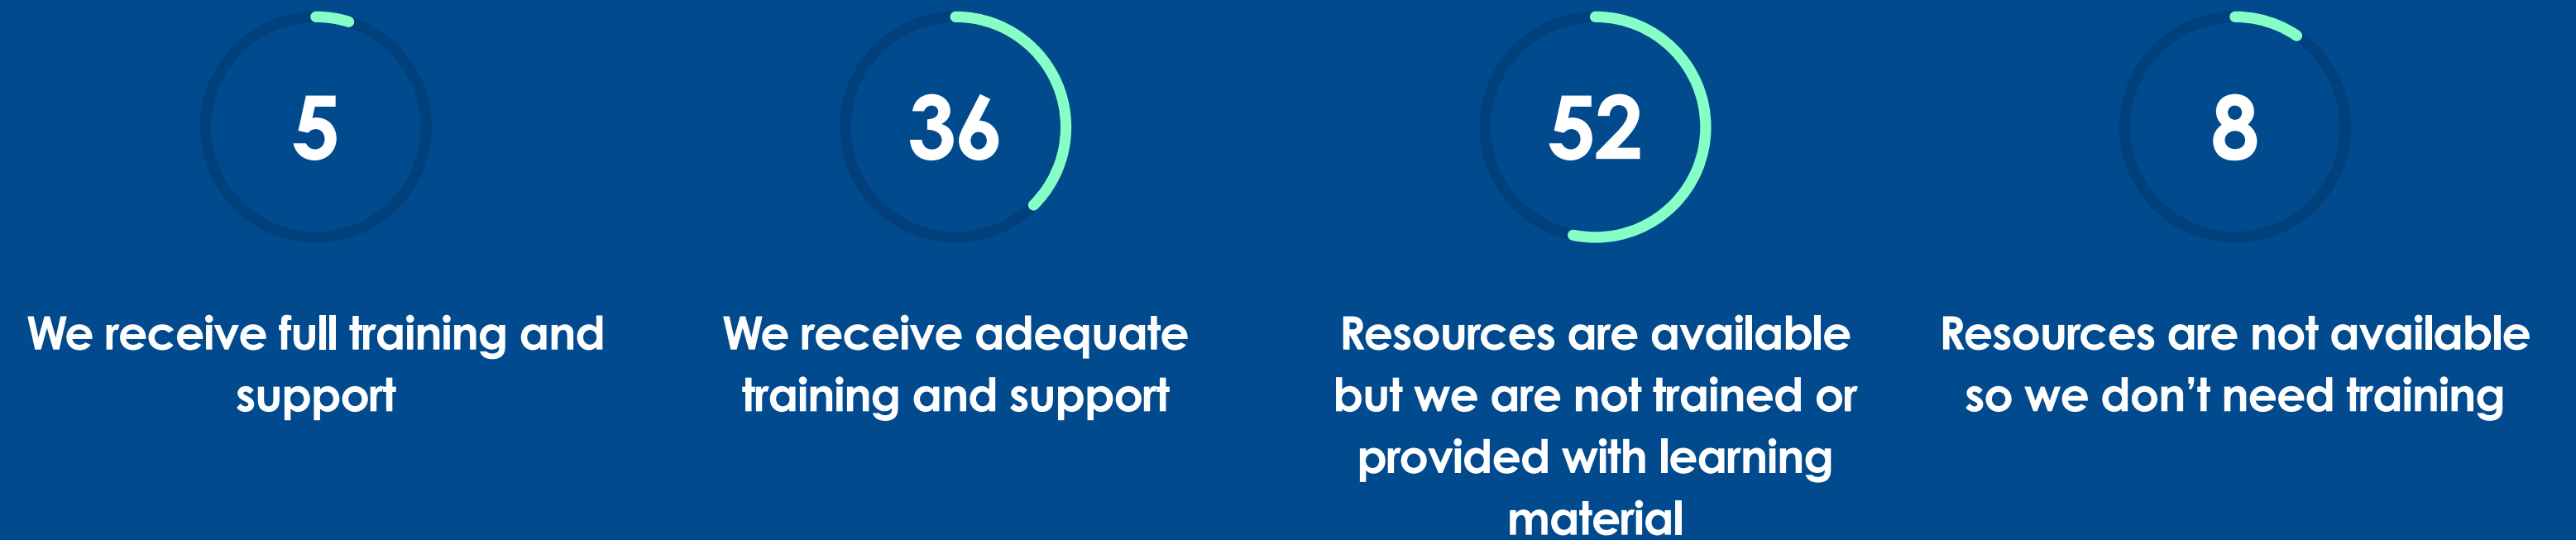 5
We receive full training and
support
36
We receive adequate
training and support
52
Resources are available
but we are not trained or
provided with learning
material
8
Resources are not available
so we don’t need training